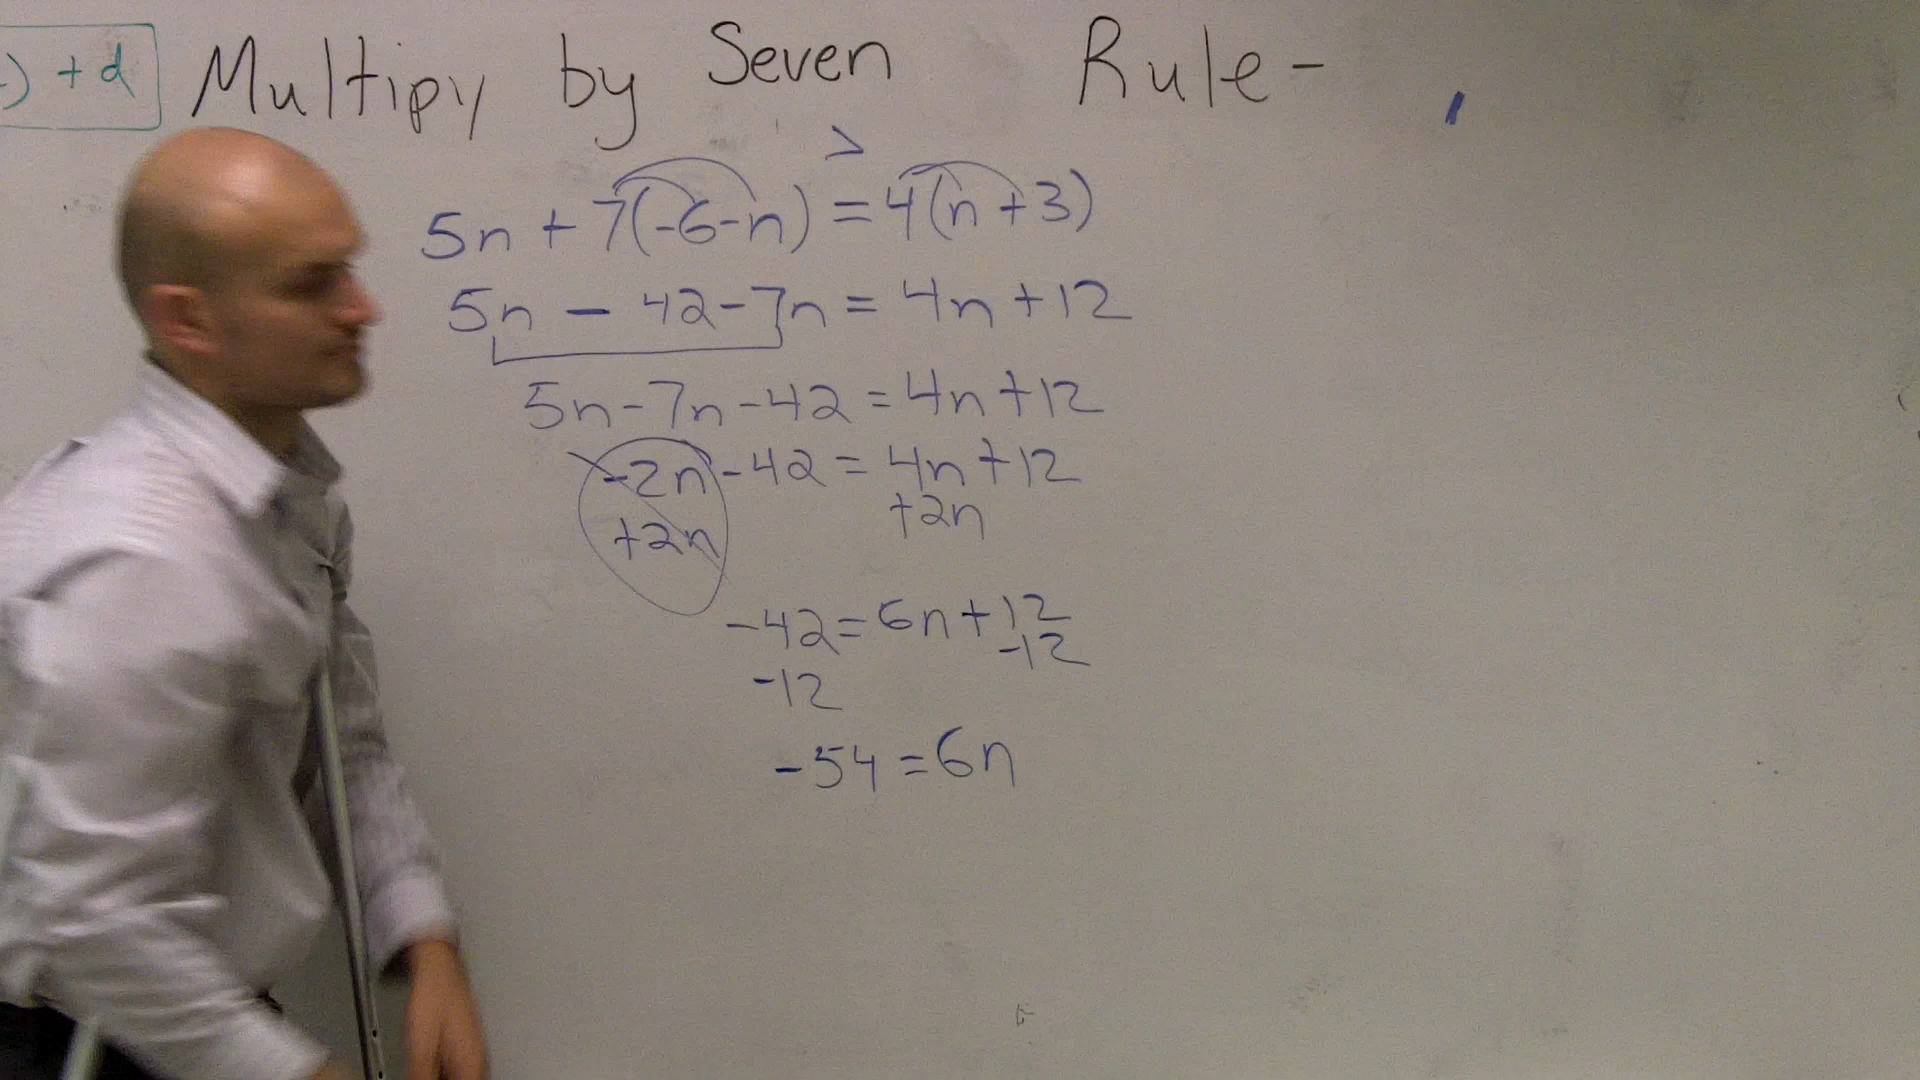 -) + d
Multipy by Seven Rule -
>
5n + 7(-6-n) = 4(n+3)
5n - 42-7n = 4n+12
5n-7n-42 = 4n+12
-2n-42 = 4n+12
+2n +2n
-42=6n+12
-12 -12
-54=6n